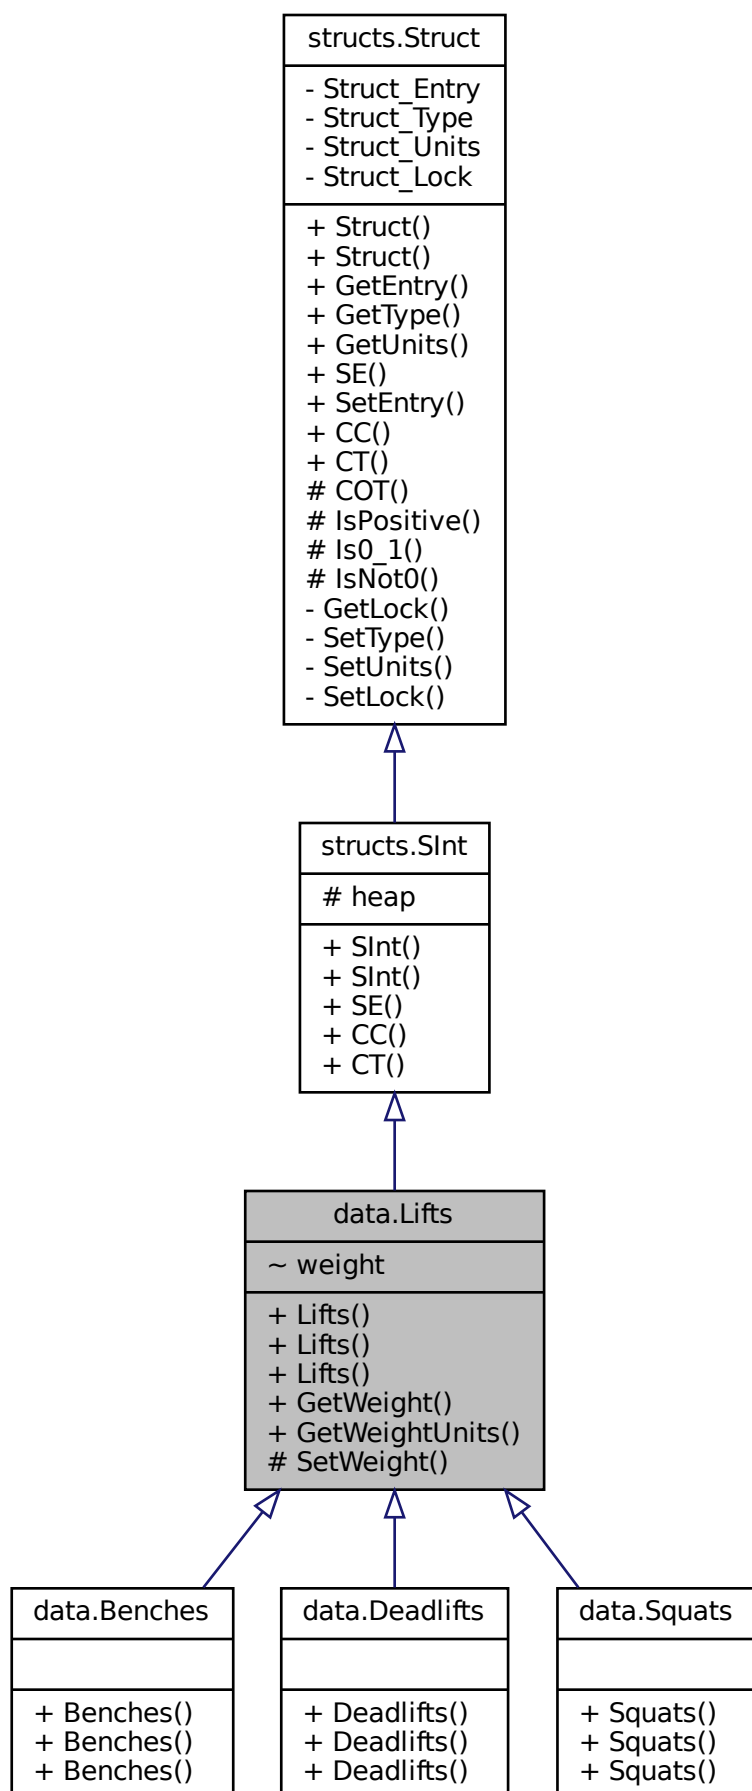 structs.Struct
- Struct_Entry
- Struct_Type
- Struct_Units
- Struct_Lock
+ Struct()
+ Struct()
+ GetEntry()
+ GetType()
+ GetUnits()
+ SE()
+ SetEntry()
+ CC()
+ CT()
# COT()
# IsPositive()
# Is0_1()
# IsNot0()
- GetLock()
- SetType()
- SetUnits()
- SetLock()
structs.SInt
# heap
+ SInt()
+ SInt()
+ SE()
+ CC()
+ CT()
data.Lifts
~ weight
+ Lifts()
+ Lifts()
+ Lifts()
+ GetWeight()
+ GetWeightUnits()
# SetWeight()
data.Benches
+ Benches()
+ Benches()
+ Benches()
data.Deadlifts
+ Deadlifts()
+ Deadlifts()
+ Deadlifts()
data.Squats
+ Squats()
+ Squats()
+ Squats()